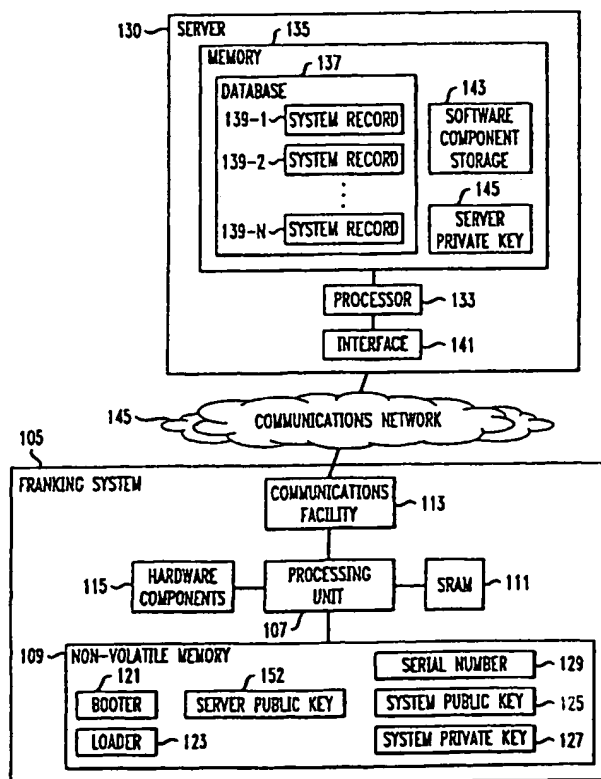 130 SERVER
135
MEMORY
137
DATABASE
139-1 SYSTEM RECORD
139-2 SYSTEM RECORD
139-N SYSTEM RECORD
143
SOFTWARE
COMPONENT
STORAGE
145
SERVER
PRIVATE KEY
PROCESSOR 133
INTERFACE 141
145 COMMUNICATIONS NETWORK
105
FRANKING SYSTEM
COMMUNICATIONS
FACILITY
113
115 HARDWARE
COMPONENTS
PROCESSING
UNIT
107
SRAM 111
109 NON-VOLATILE MEMORY
121
BOOTER
LOADER 123
152
SERVER PUBLIC KEY
SERIAL NUMBER 129
SYSTEM PUBLIC KEY 125
SYSTEM PRIVATE KEY 127